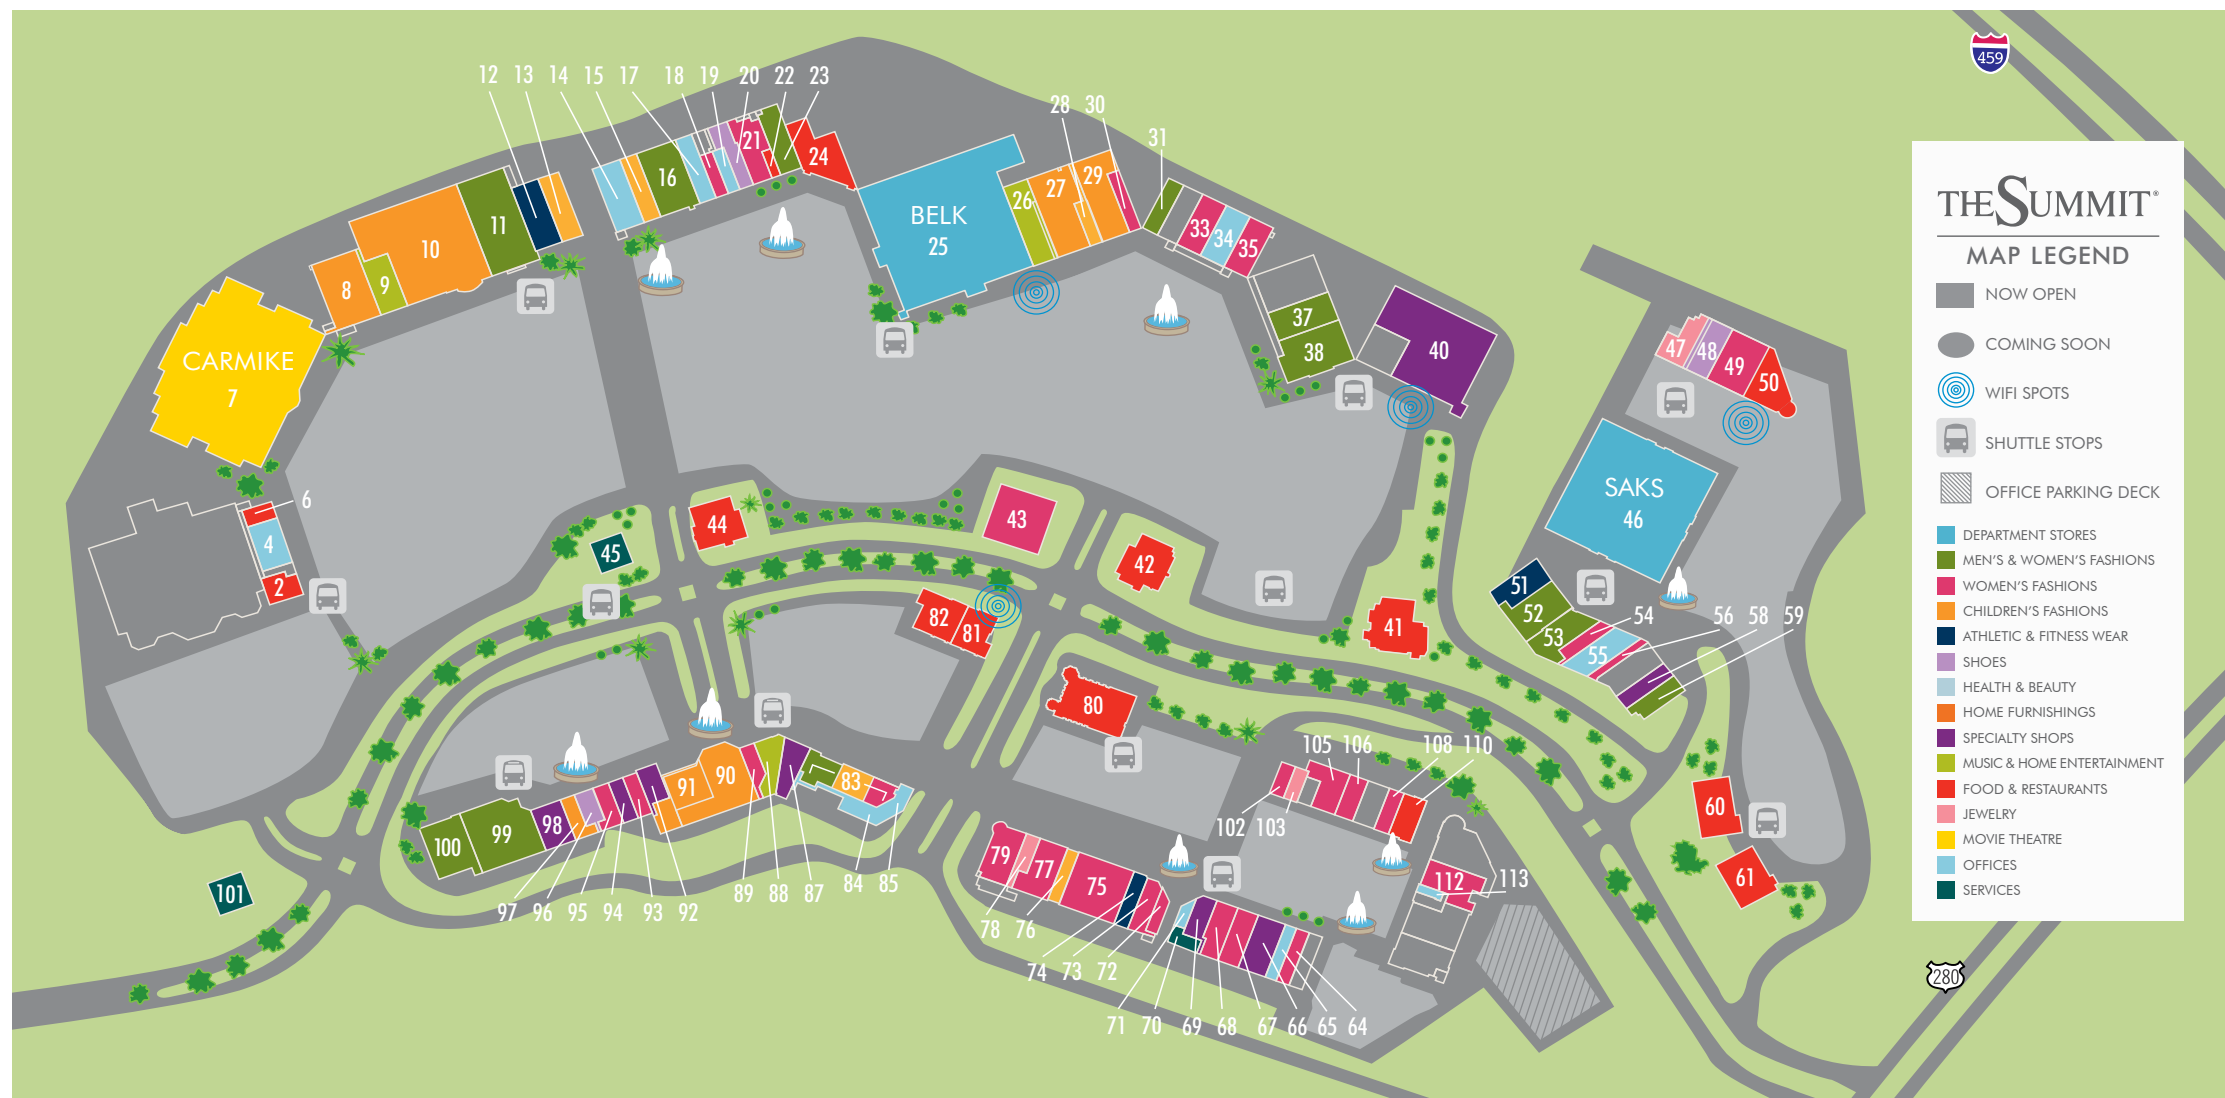 459
12 13 14 15 17 18 19 20 22 23
28 30
31
21
24
16
11
10
9
8
BELK
25
26
27
29
33
34
35
37
38
40
CARMIKE
7
6
4
2
47
48
49
50
SAKS
46
44
43
42
45
41
82
81
51
52
53
54
55
56 58 59
80
60
61
105 106 108 110
102 103
112
113
100
99
98
91
90
83
97 96 95 94 93 92
89 88 87 84 85
101
79
77
75
78 76
74 73 72
71 70 69 68 67 66 65 64
THE SUMMIT®
MAP LEGEND
NOW OPEN
COMING SOON
WIFI SPOTS
SHUTTLE STOPS
OFFICE PARKING DECK
DEPARTMENT STORES
MEN'S & WOMEN'S FASHIONS
WOMEN'S FASHIONS
CHILDREN'S FASHIONS
ATHLETIC & FITNESS WEAR
SHOES
HEALTH & BEAUTY
HOME FURNISHINGS
SPECIALTY SHOPS
MUSIC & HOME ENTERTAINMENT
FOOD & RESTAURANTS
JEWELRY
MOVIE THEATRE
OFFICES
SERVICES
280